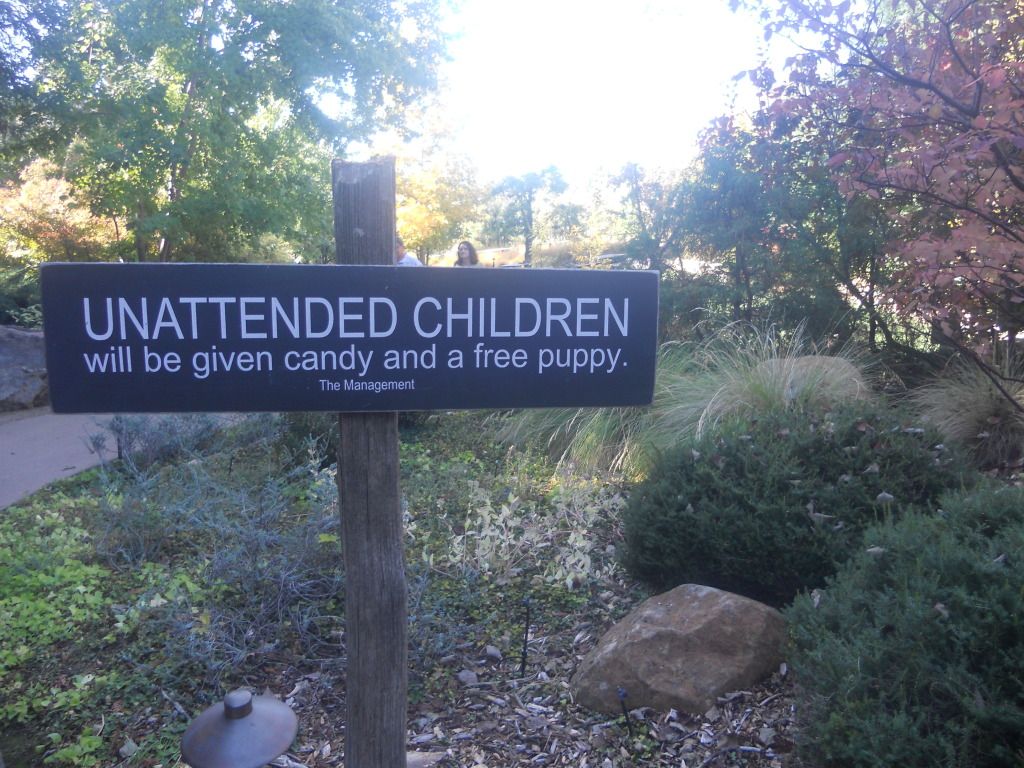 UNATTENDED CHILDREN
will be given candy and a free puppy.
The Management